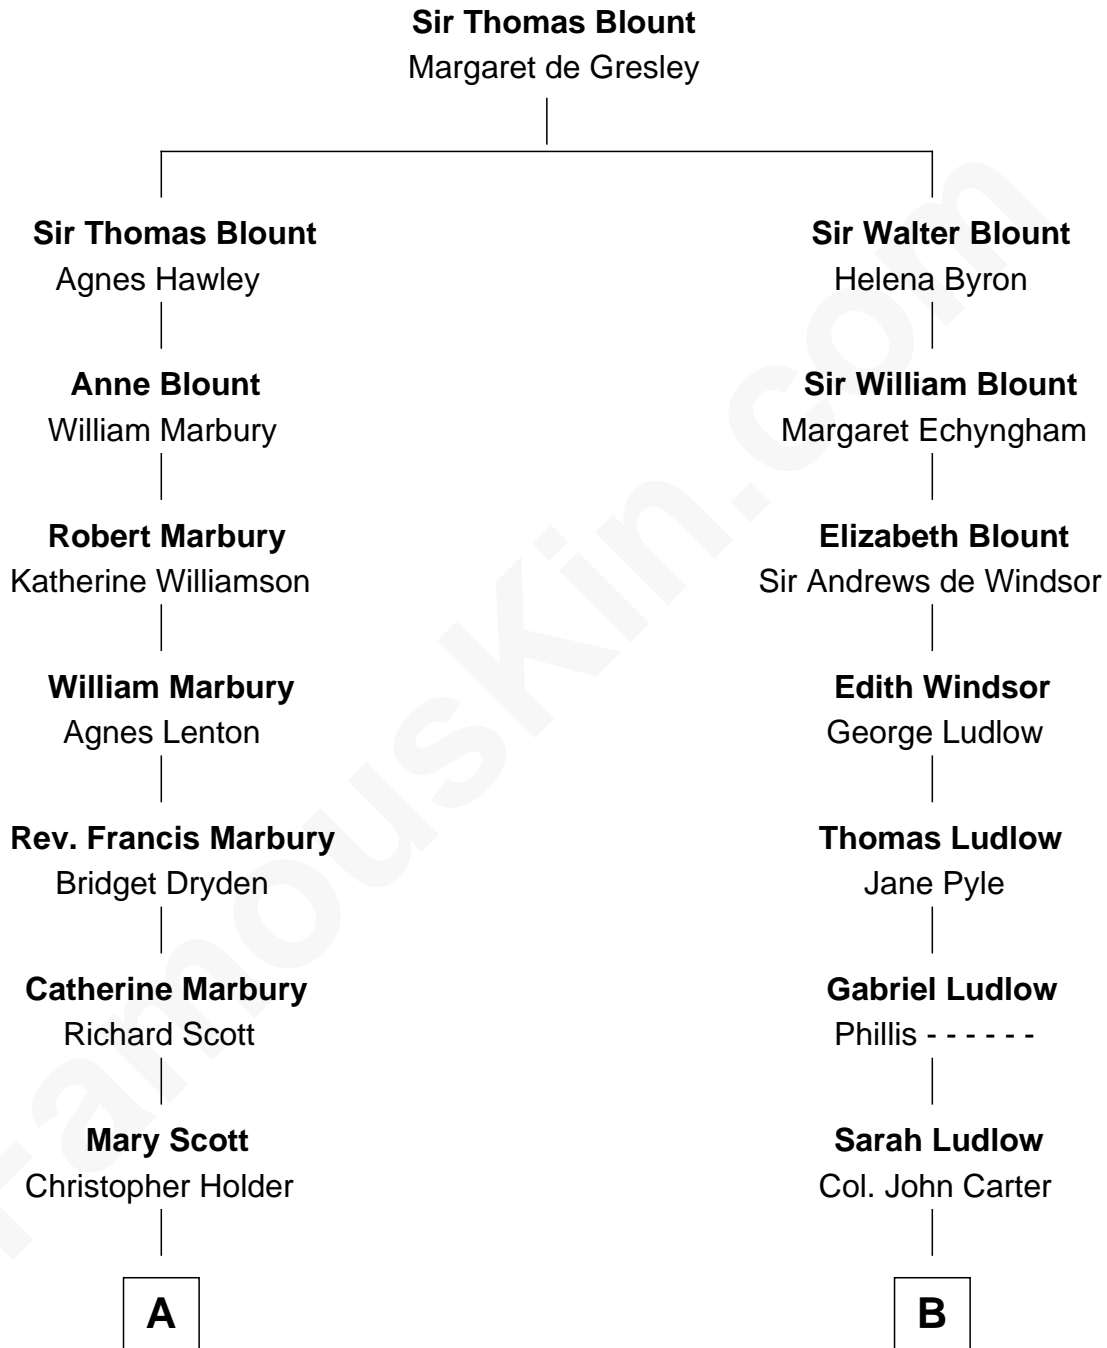 Sir Thomas Blount
Margaret de Gresley
Sir Thomas Blount
Agnes Hawley
Anne Blount
William Marbury
Robert Marbury
Katherine Williamson
William Marbury
Agnes Lenton
Rev. Francis Marbury
Bridget Dryden
Catherine Marbury
Richard Scott
Mary Scott
Christopher Holder
A
Sir Walter Blount
Helena Byron
Sir William Blount
Margaret Echyngham
Elizabeth Blount
Sir Andrews de Windsor
Edith Windsor
George Ludlow
Thomas Ludlow
Jane Pyle
Gabriel Ludlow
Phillis - - - - - -
Sarah Ludlow
Col. John Carter
B
FamousKin.com